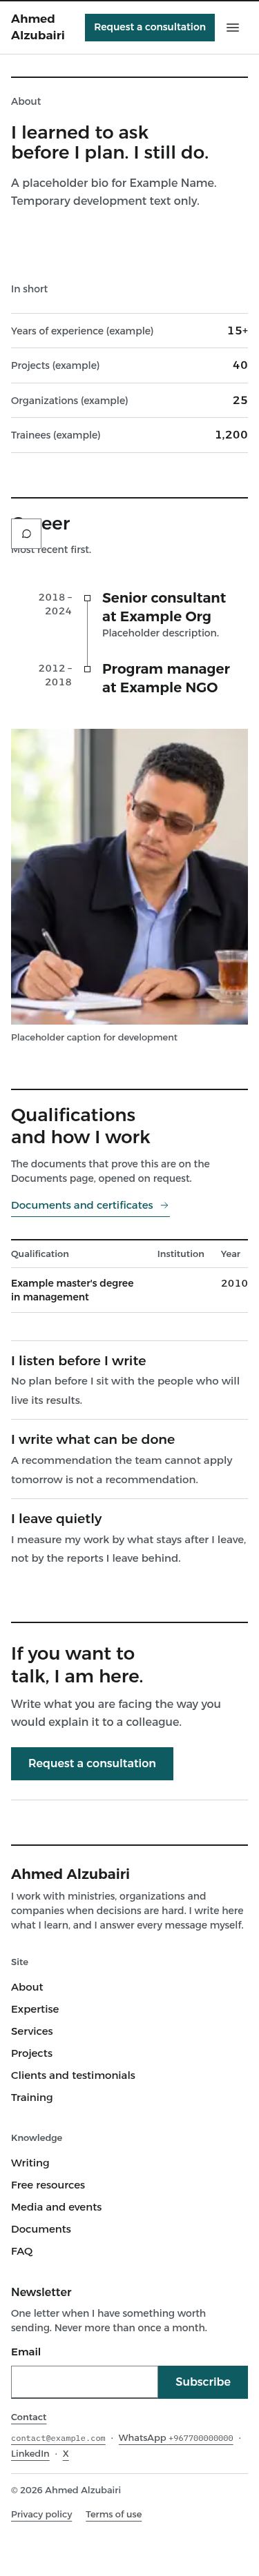 Ahmed
Alzubairi
Request a consultation
About
I learned to ask
before I plan. I still do.
A placeholder bio for Example Name.
Temporary development text only.
In short
Years of experience (example) 15+
Projects (example) 40
Organizations (example) 25
Trainees (example) 1,200
eer
Most recent first.
2018–
2024
Senior consultant
at Example Org
Placeholder description.
2012–
2018
Program manager
at Example NGO
Placeholder caption for development
Qualifications
and how I work
The documents that prove this are on the
Documents page, opened on request.
Documents and certificates →
Qualification Institution Year
Example master's degree
in management
2010
I listen before I write
No plan before I sit with the people who will
live its results.
I write what can be done
A recommendation the team cannot apply
tomorrow is not a recommendation.
I leave quietly
I measure my work by what stays after I leave,
not by the reports I leave behind.
If you want to
talk, I am here.
Write what you are facing the way you
would explain it to a colleague.
Request a consultation
Ahmed Alzubairi
I work with ministries, organizations and
companies when decisions are hard. I write here
what I learn, and I answer every message myself.
Site
About
Expertise
Services
Projects
Clients and testimonials
Training
Knowledge
Writing
Free resources
Media and events
Documents
FAQ
Newsletter
One letter when I have something worth
sending. Never more than once a month.
Email
Subscribe
Contact
contact@example.com · WhatsApp +967700000000 ·
LinkedIn · X
© 2026 Ahmed Alzubairi
Privacy policy Terms of use